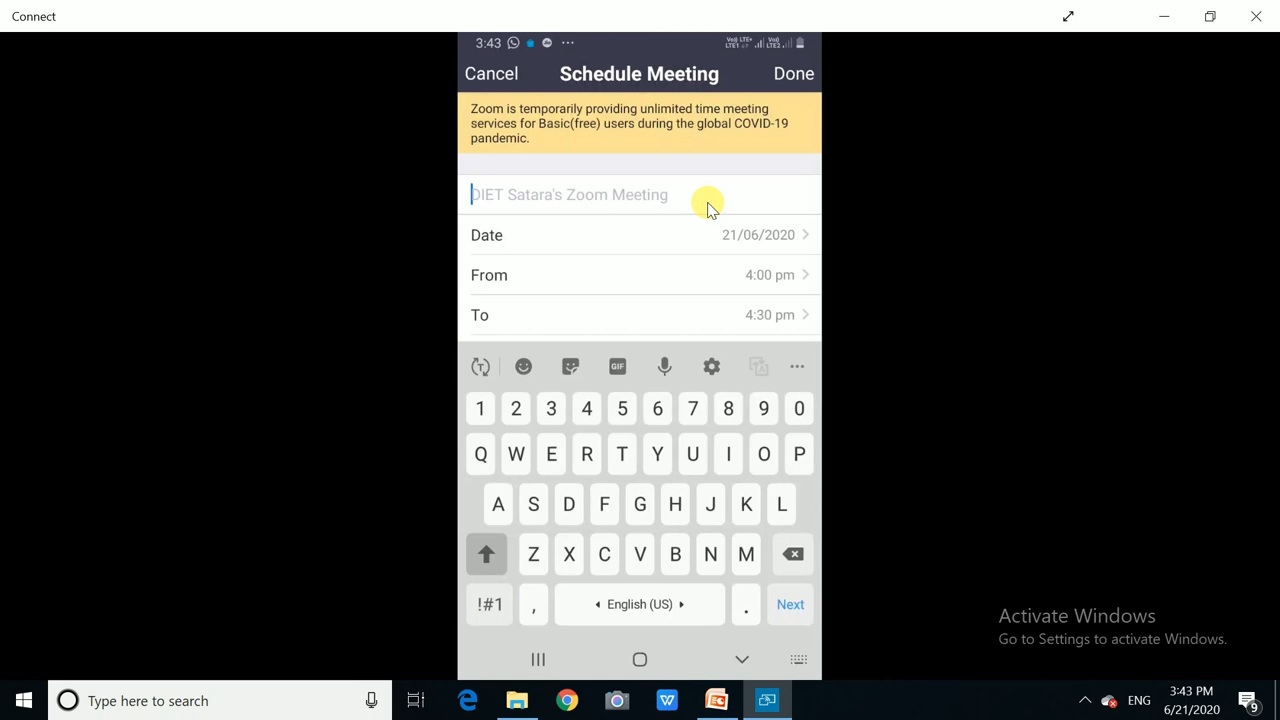 Connect
3:43
Cancel Schedule Meeting Done
Zoom is temporarily providing unlimited time meeting
services for Basic(free) users during the global COVID-19
pandemic.
DIET Satara's Zoom Meeting
Date 21/06/2020
From 4:00 pm
To 4:30 pm
GIF
1 2 3 4 5 6 7 8 9 0
Q W E R T Y U I O P
A S D F G H J K L
Z X C V B N M
!#1 , English (US) . Next
Activate Windows
Go to Settings to activate Windows.
Type here to search
ENG
3:43 PM
6/21/2020
9